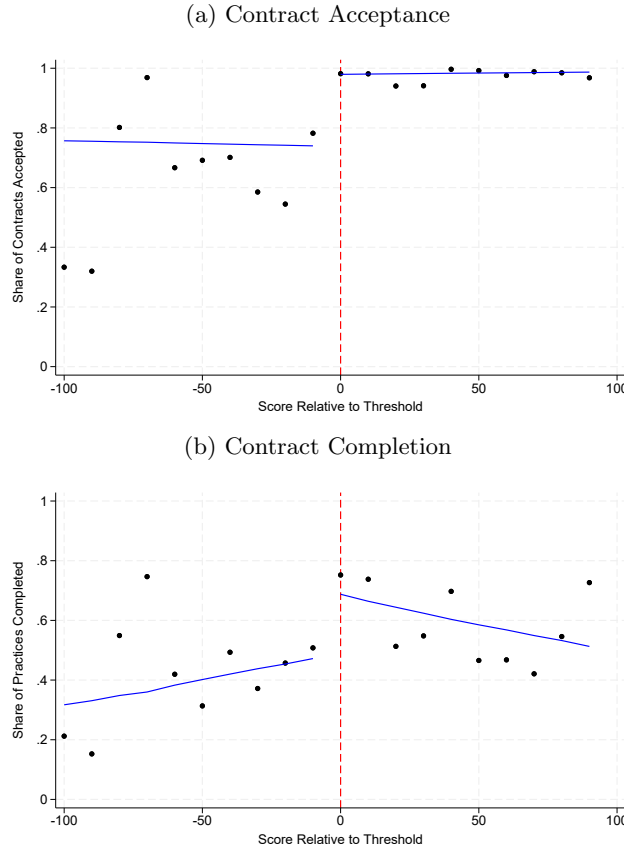 (a) Contract Acceptance
1
.8
.6
.4
.2
0
Share of Contracts Accepted
-100 -50 0 50 100
Score Relative to Threshold
(b) Contract Completion
1
.8
.6
.4
.2
0
Share of Practices Completed
-100 -50 0 50 100
Score Relative to Threshold